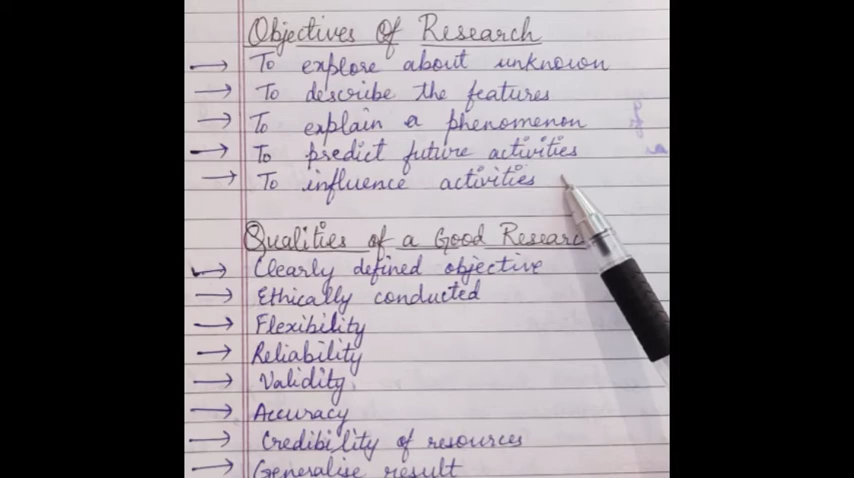 Objectives Of Research
→ To explore about unknown
→ To describe the features
→ To explain a phenomenon
→ To predict future activities
→ To influence activities
Qualities of a Good Researc
→ Clearly defined objective
→ Ethically conducted
→ Flexibility
→ Reliability
→ Validity
→ Accuracy
→ Credibility of resources
→ Generalise result